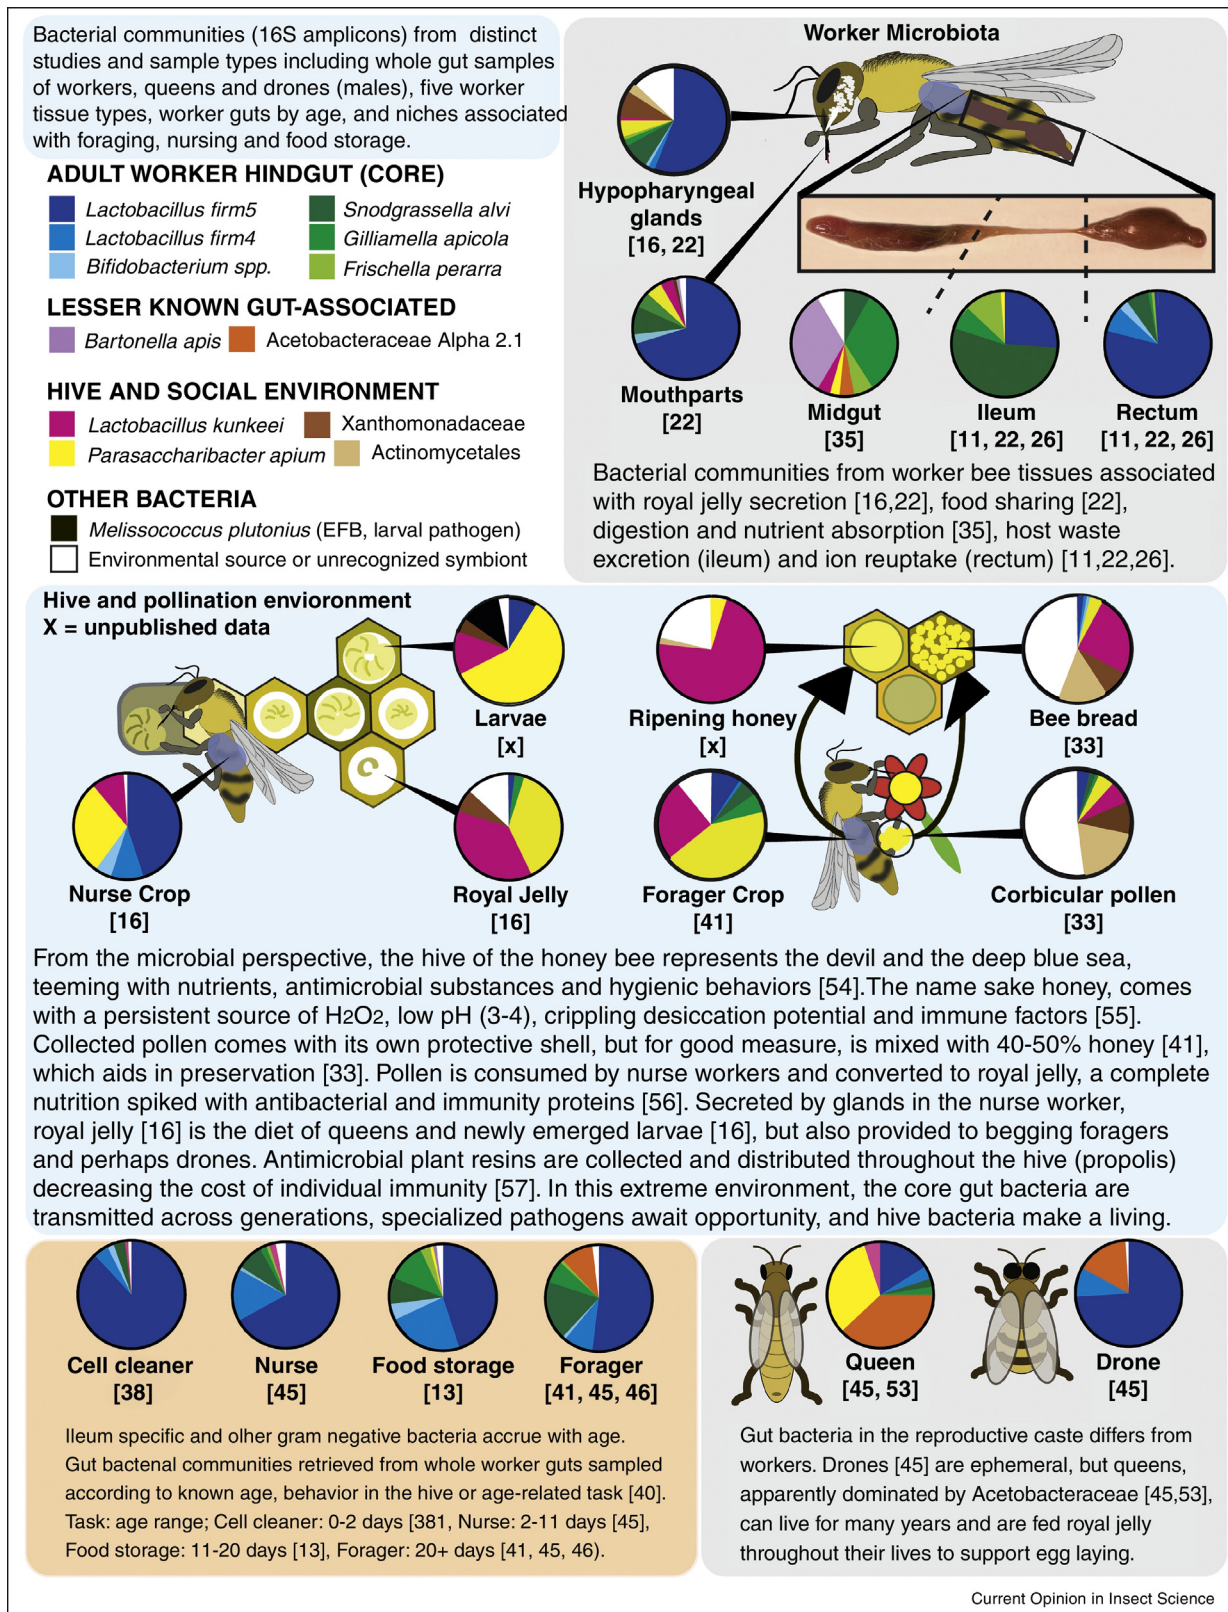 Bacterial communities (16S amplicons) from distinct
studies and sample types including whole gut samples
of workers, queens and drones (males), five worker
tissue types, worker guts by age, and niches associated
with foraging, nursing and food storage.
ADULT WORKER HINDGUT (CORE)
Lactobacillus firm5
Snodgrassella alvi
Lactobacillus firm4
Gilliamella apicola
Bifidobacterium spp.
Frischella perarra
LESSER KNOWN GUT-ASSOCIATED
Bartonella apis
Acetobacteraceae Alpha 2.1
HIVE AND SOCIAL ENVIRONMENT
Lactobacillus kunkeei
Xanthomonadaceae
Parasaccharibacter apium
Actinomycetales
OTHER BACTERIA
Melissococcus plutonius (EFB, larval pathogen)
Environmental source or unrecognized symbiont
Worker Microbiota
Hypopharyngeal
glands
[16, 22]
Mouthparts
[22]
Midgut
[35]
Ileum
[11, 22, 26]
Rectum
[11, 22, 26]
Bacterial communities from worker bee tissues associated
with royal jelly secretion [16,22], food sharing [22],
digestion and nutrient absorption [35], host waste
excretion (ileum) and ion reuptake (rectum) [11,22,26].
Hive and pollination envioronment
X = unpublished data
Larvae
[x]
Ripening honey
[x]
Bee bread
[33]
Nurse Crop
[16]
Royal Jelly
[16]
Forager Crop
[41]
Corbicular pollen
[33]
From the microbial perspective, the hive of the honey bee represents the devil and the deep blue sea,
teeming with nutrients, antimicrobial substances and hygienic behaviors [54].The name sake honey, comes
with a persistent source of H2O2, low pH (3-4), crippling desiccation potential and immune factors [55].
Collected pollen comes with its own protective shell, but for good measure, is mixed with 40-50% honey [41],
which aids in preservation [33]. Pollen is consumed by nurse workers and converted to royal jelly, a complete
nutrition spiked with antibacterial and immunity proteins [56]. Secreted by glands in the nurse worker,
royal jelly [16] is the diet of queens and newly emerged larvae [16], but also provided to begging foragers
and perhaps drones. Antimicrobial plant resins are collected and distributed throughout the hive (propolis)
decreasing the cost of individual immunity [57]. In this extreme environment, the core gut bacteria are
transmitted across generations, specialized pathogens await opportunity, and hive bacteria make a living.
Cell cleaner
[38]
Nurse
[45]
Food storage
[13]
Forager
[41, 45, 46]
Ileum specific and olher gram negative bacteria accrue with age.
Gut bactenal communities retrieved from whole worker guts sampled
according to known age, behavior in the hive or age-related task [40].
Task: age range; Cell cleaner: 0-2 days [381, Nurse: 2-11 days [45],
Food storage: 11-20 days [13], Forager: 20+ days [41, 45, 46).
Queen
[45, 53]
Drone
[45]
Gut bacteria in the reproductive caste differs from
workers. Drones [45] are ephemeral, but queens,
apparently dominated by Acetobacteraceae [45,53],
can live for many years and are fed royal jelly
throughout their lives to support egg laying.
Current Opinion in Insect Science